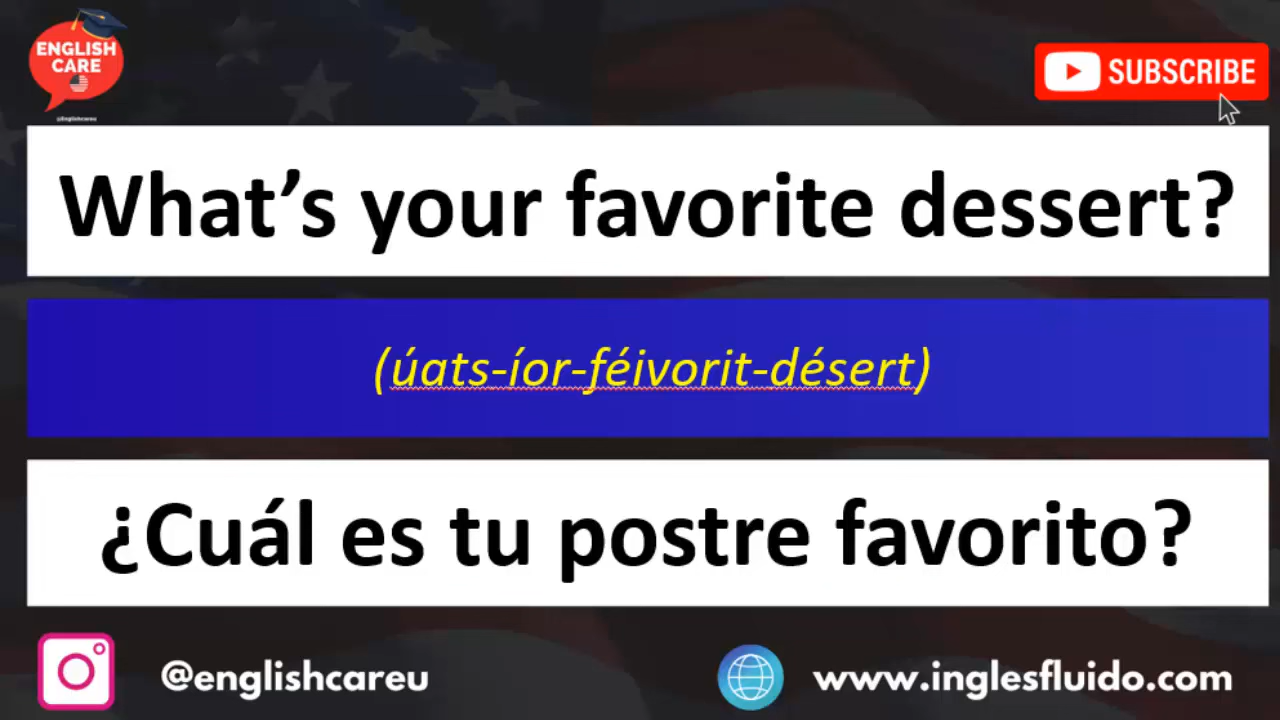 ENGLISH
CARE
@Englishcareu
SUBSCRIBE
What's your favorite dessert?
(úats-íor-féivorit-désert)
¿Cuál es tu postre favorito?
@englishcareu
www.inglesfluido.com